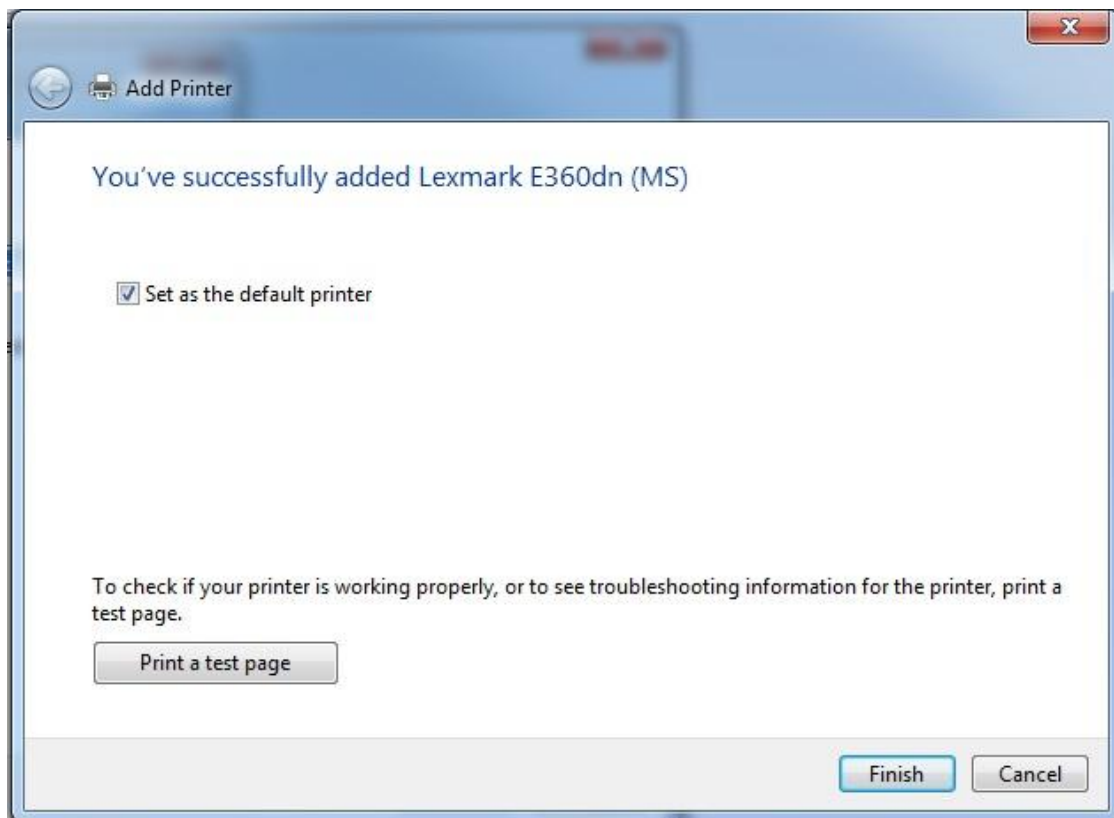 Add Printer
You've successfully added Lexmark E360dn (MS)
Set as the default printer
To check if your printer is working properly, or to see troubleshooting information for the printer, print a
test page.
Print a test page
Finish
Cancel